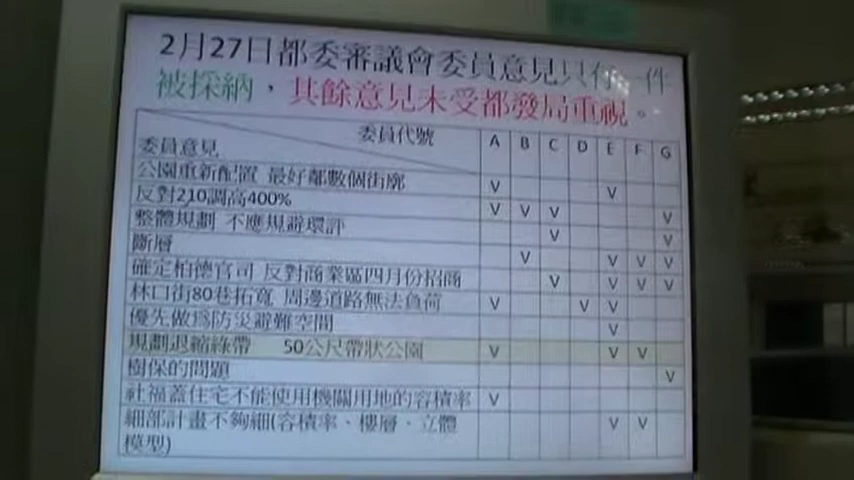 2月27日都委審議會委員意見只有一件
被採納，其餘意見未受都發局重視。
委員代號 A B C D E F G
委員意見
公園重新配置 最好鄰數個街廓 V V
反對210調高400% V V V V
整體規劃 不應規避環評 V V
斷層 V V V V
確定柏德官司 反對商業區四月份招商 V V V V
林口街80巷拓寬 周邊道路無法負荷 V V V
優先做為防災避難空間 V
規劃退縮綠帶 50公尺帶狀公園 V V V
樹保的問題 V
社福蓋住宅不能使用機關用地的容積率 V
細部計畫不夠細(容積率、樓層、立體 V V
模型)